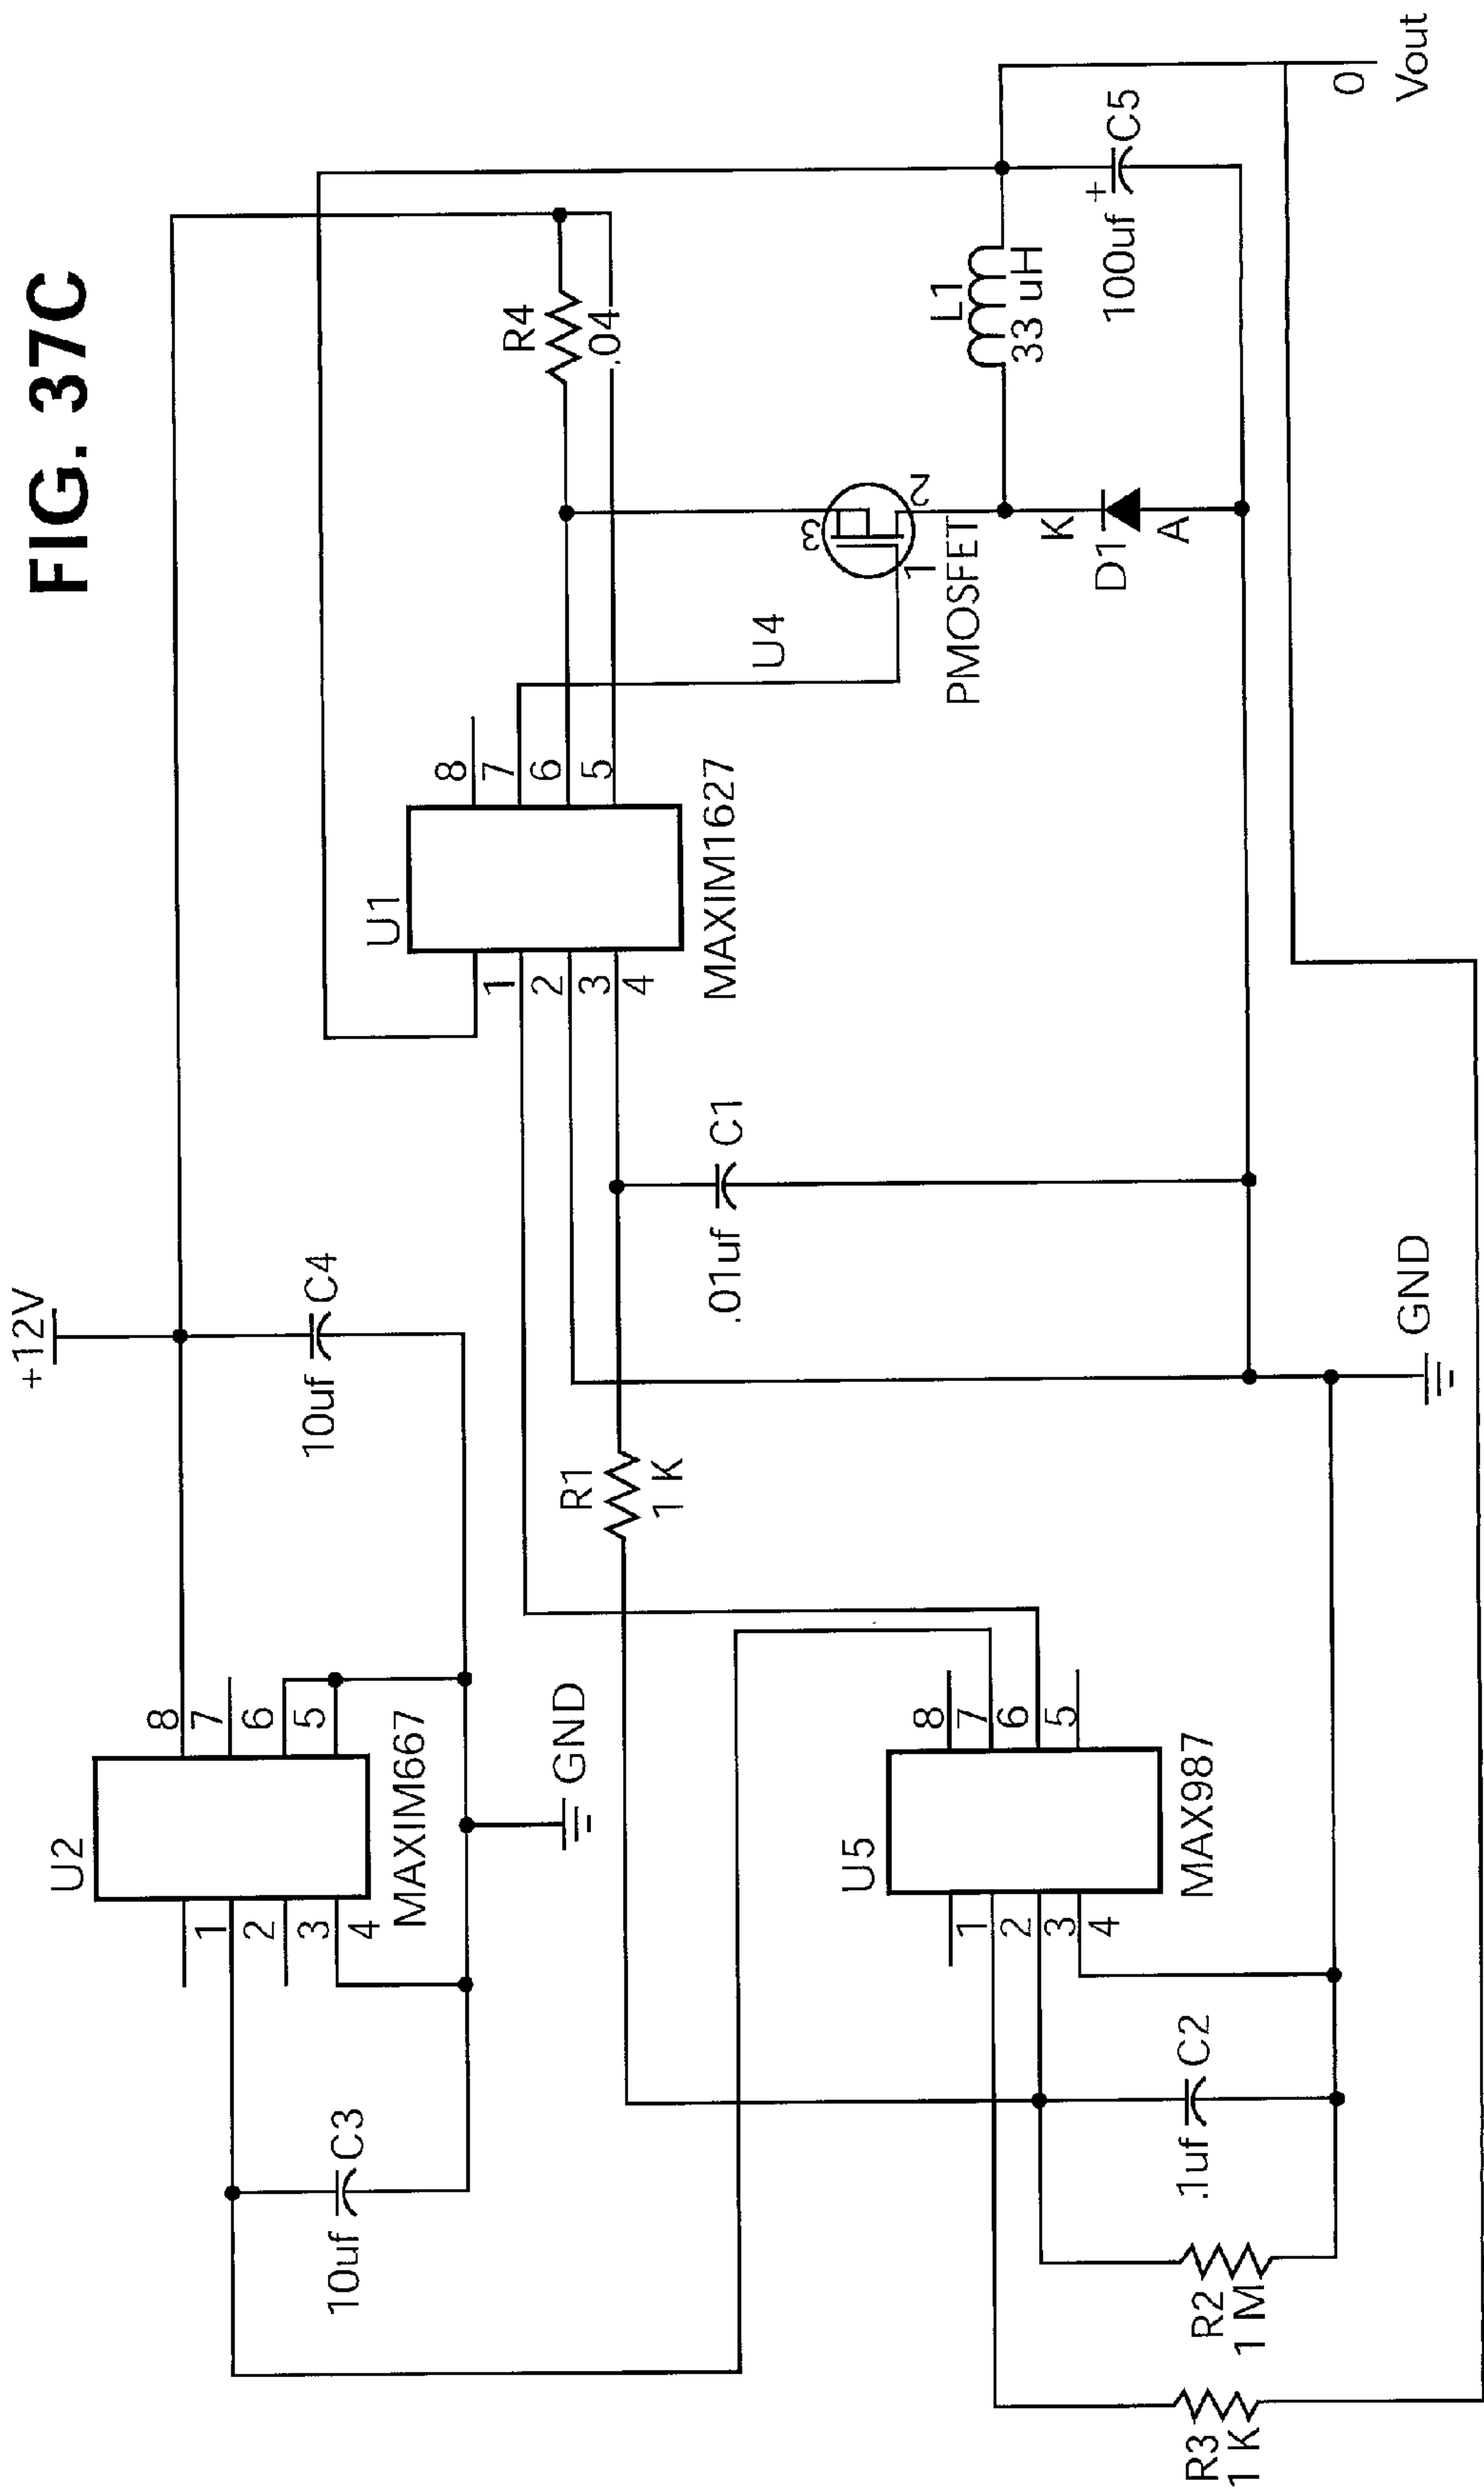 FIG. 37C
+12V
U2
8
7
6
5
1
2
3
4
MAXIM667
10uf
C4
10uf
C3
GND
U1
8
7
6
5
1
2
3
4
MAXIM1627
R4
.04
U4
3
2
1
PMOSFET
L1
33 uH
K
D1
A
100uf
+
C5
0
Vout
R1
1 K
.01uf
C1
GND
U5
8
7
6
5
1
2
3
4
MAX987
.1uf
C2
R2
1 M
R3
1 K